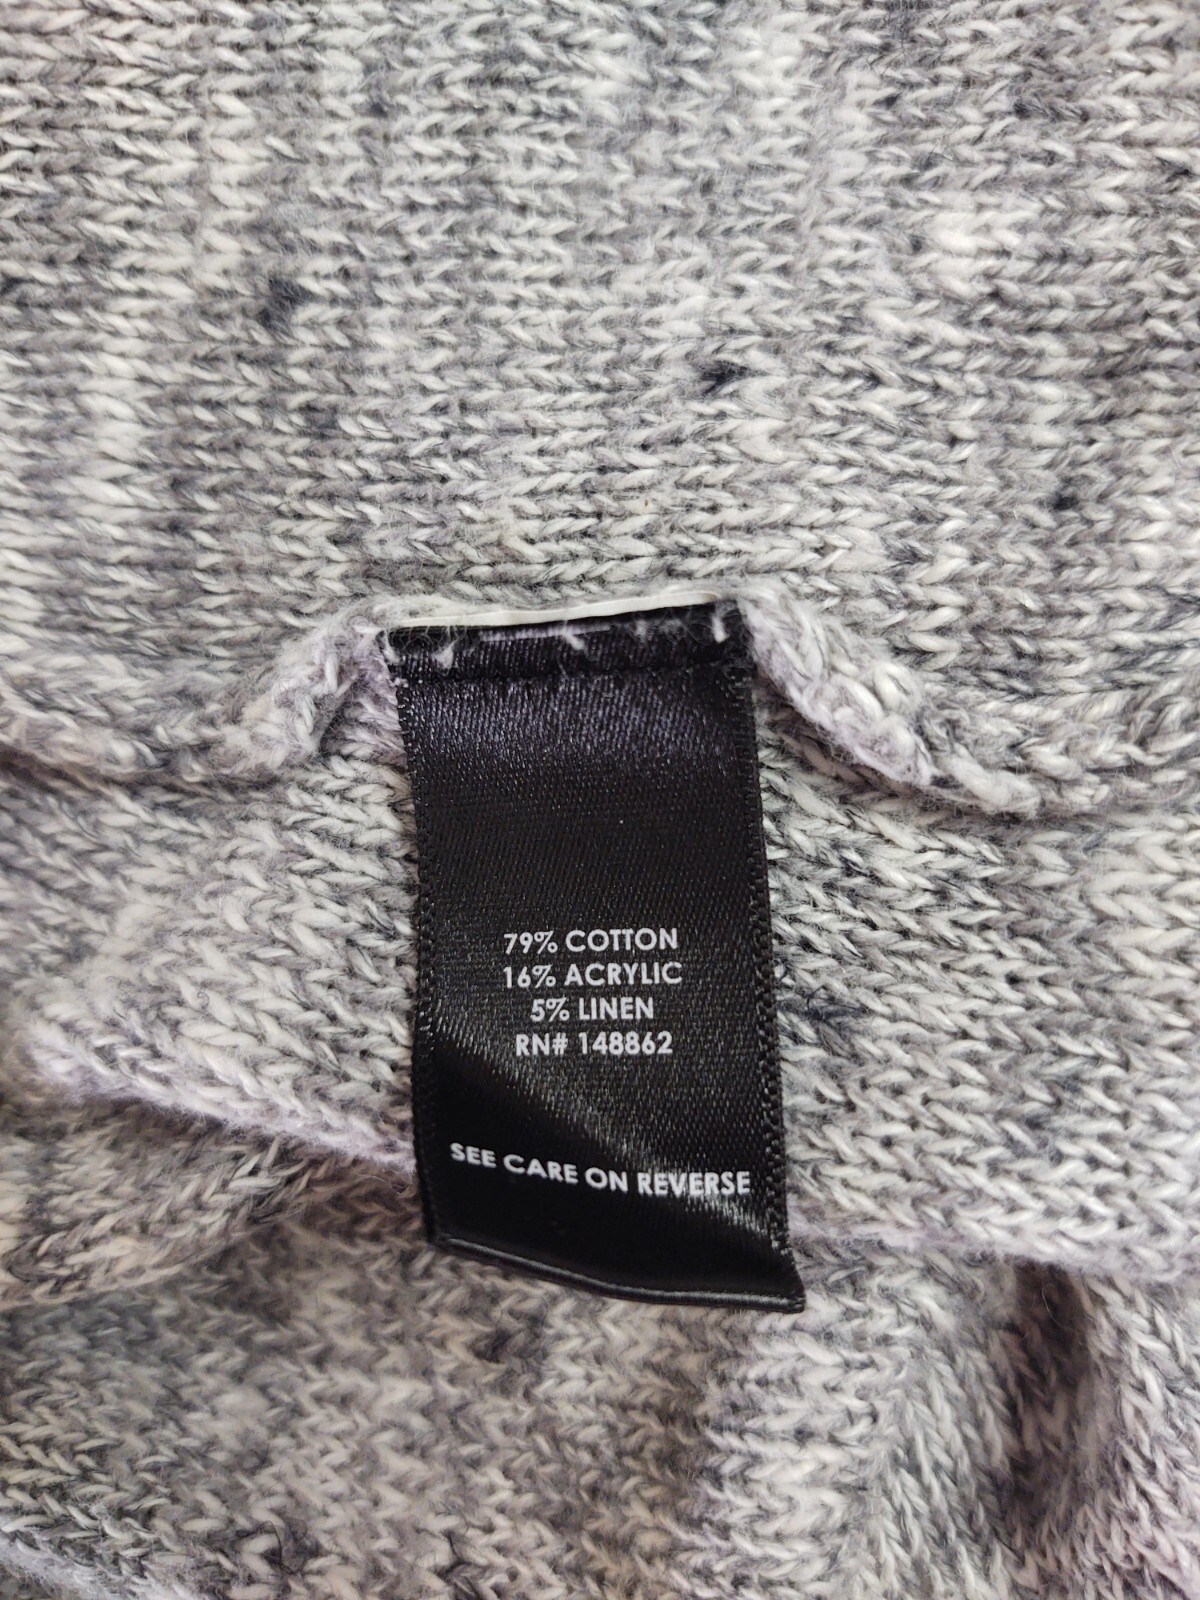 79% COTTON
16% ACRYLIC
5% LINEN
RN# 148862
SEE CARE ON REVERSE